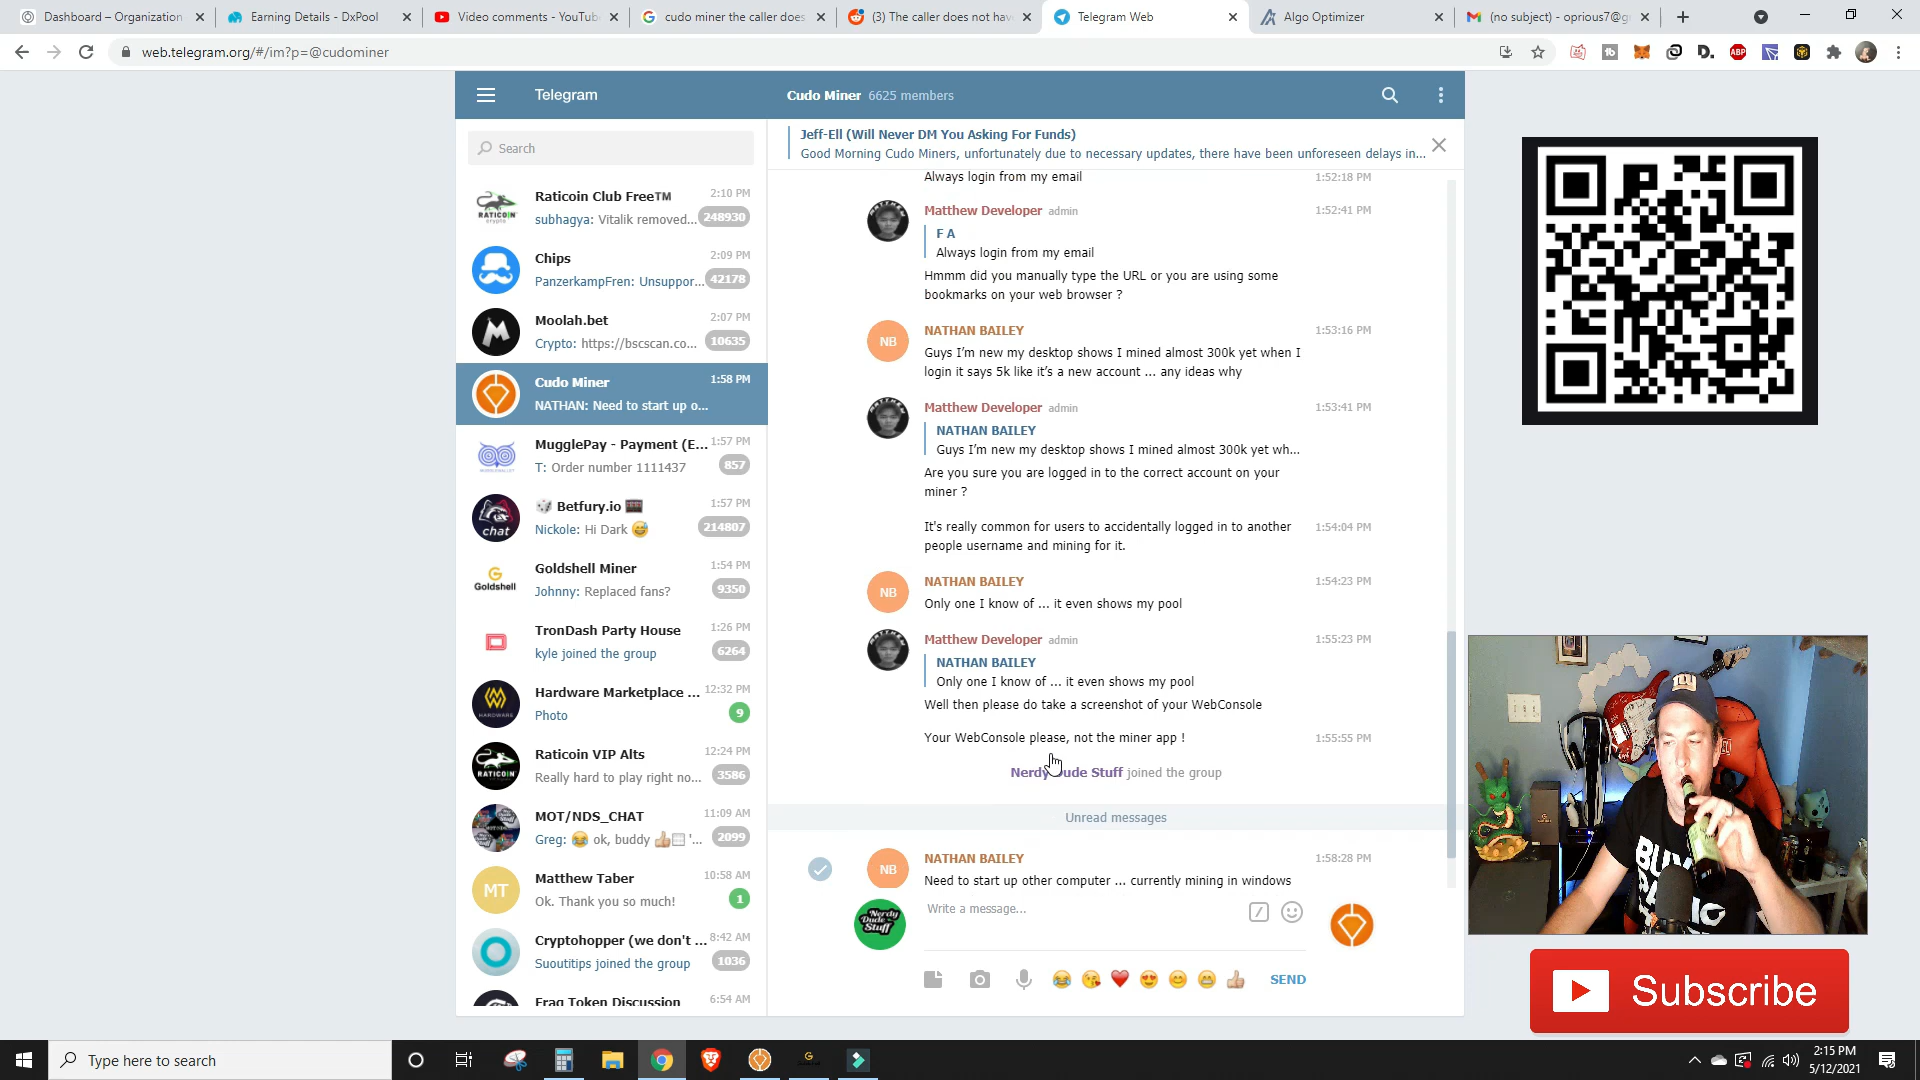 Dashboard – Organization
Earning Details - DxPool
Video comments - YouTub
cudo miner the caller does
(3) The caller does not hav
Telegram Web
Algo Optimizer
(no subject) - oprious7@g
web.telegram.org/#/im?p=@cudominer
Telegram
Cudo Miner 6625 members
Search
Raticoin Club Free™ 2:10 PM
subhagya: Vitalik removed... 248930
Chips 2:09 PM
PanzerkampFren: Unsuppor... 42178
Moolah.bet 2:07 PM
Crypto: https://bscscan.co... 10635
Cudo Miner 1:58 PM
NATHAN: Need to start up o...
MugglePay - Payment (E... 1:57 PM
T: Order number 1111437 857
Betfury.io 1:57 PM
Nickole: Hi Dark 😅 214807
Goldshell Miner 1:54 PM
Johnny: Replaced fans? 9350
TronDash Party House 1:26 PM
kyle joined the group 6264
Hardware Marketplace ... 12:32 PM
Photo 9
Raticoin VIP Alts 12:24 PM
Really hard to play right no... 3586
MOT/NDS_CHAT 11:09 AM
Greg: 😂 ok, buddy 👍🏻 '... 2099
Matthew Taber 10:58 AM
Ok. Thank you so much! 1
Cryptohopper (we don't ... 8:42 AM
Suoutitips joined the group 1036
Frag Token Discussion 6:54 AM
Jeff-Ell (Will Never DM You Asking For Funds)
Good Morning Cudo Miners, unfortunately due to necessary updates, there have been unforeseen delays in...
Always login from my email 1:52:18 PM
Matthew Developer admin 1:52:41 PM
F A
Always login from my email
Hmmm did you manually type the URL or you are using some
bookmarks on your web browser ?
NATHAN BAILEY 1:53:16 PM
Guys I'm new my desktop shows I mined almost 300k yet when I
login it says 5k like it's a new account ... any ideas why
Matthew Developer admin 1:53:41 PM
NATHAN BAILEY
Guys I'm new my desktop shows I mined almost 300k yet wh...
Are you sure you are logged in to the correct account on your
miner ?
It's really common for users to accidentally logged in to another 1:54:04 PM
people username and mining for it.
NATHAN BAILEY 1:54:23 PM
Only one I know of ... it even shows my pool
Matthew Developer admin 1:55:23 PM
NATHAN BAILEY
Only one I know of ... it even shows my pool
Well then please do take a screenshot of your WebConsole
Your WebConsole please, not the miner app ! 1:55:55 PM
Nerdy Dude Stuff joined the group
Unread messages
NATHAN BAILEY 1:58:28 PM
Need to start up other computer ... currently mining in windows
Write a message...
SEND
Subscribe
Type here to search
2:15 PM
5/12/2021